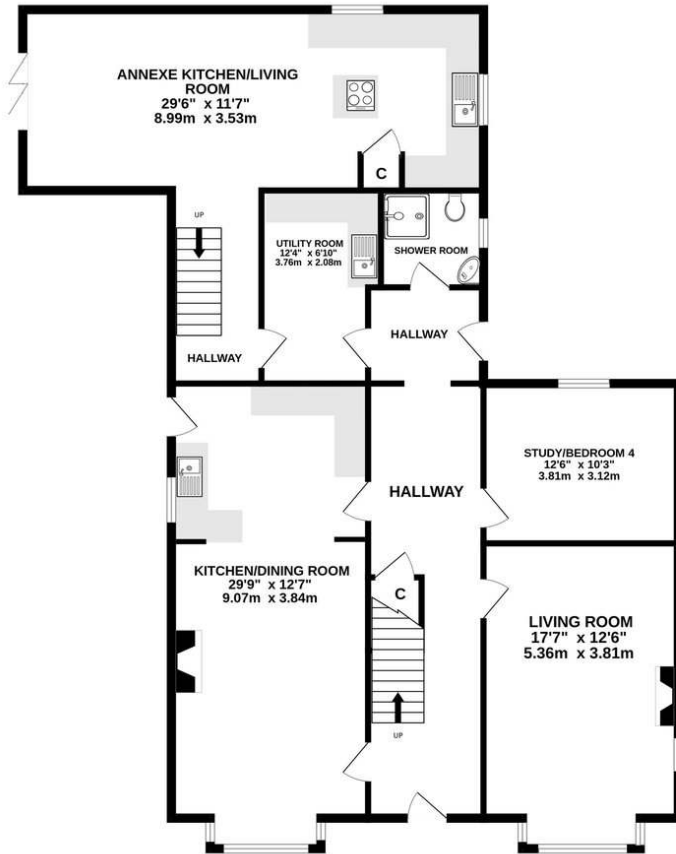 ANNEXE KITCHEN/LIVING
ROOM
29'6" x 11'7"
8.99m x 3.53m
C
UP
UTILITY ROOM
12'4" x 6'10"
3.76m x 2.08m
SHOWER ROOM
HALLWAY
HALLWAY
STUDY/BEDROOM 4
12'6" x 10'3"
3.81m x 3.12m
HALLWAY
KITCHEN/DINING ROOM
29'9" x 12'7"
9.07m x 3.84m
C
LIVING ROOM
17'7" x 12'6"
5.36m x 3.81m
UP